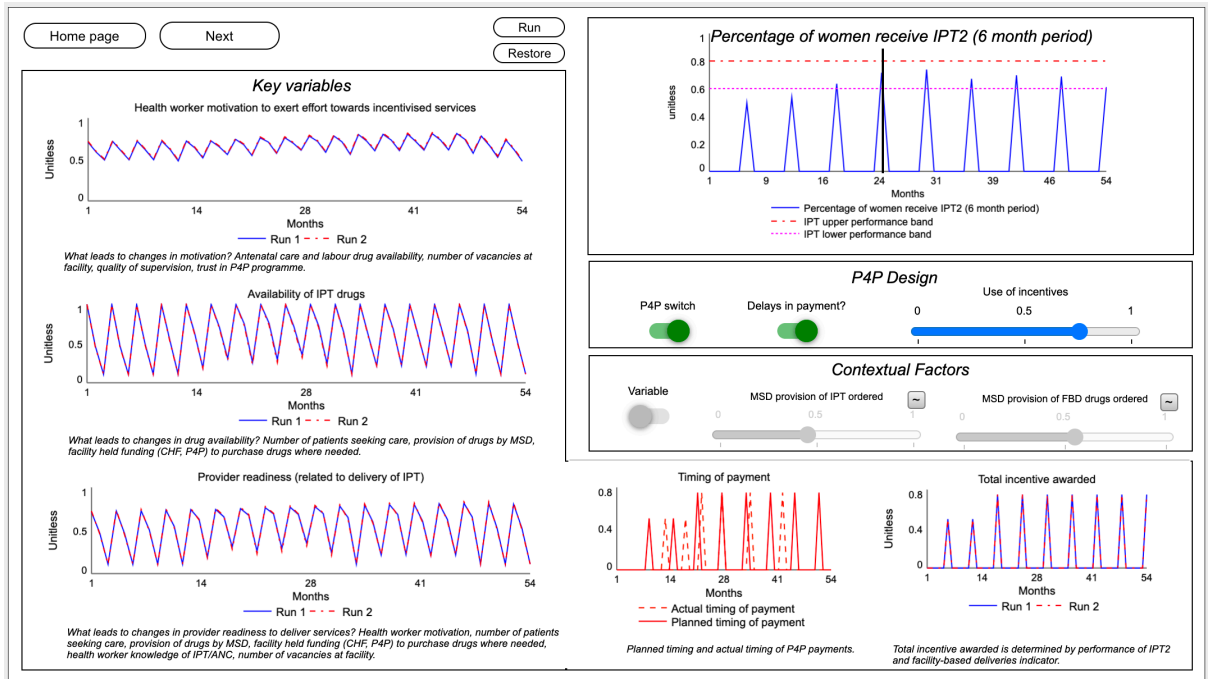 Home page
Next
Run
Restore
Key variables
Health worker motivation to exert effort towards incentivised services
Unitless
1
0.5
0
1
14
28
41
54
Months
Run 1
Run 2
What leads to changes in motivation? Antenatal care and labour drug availability, number of vacancies at
facility, quality of supervision, trust in P4P programme.
Availability of IPT drugs
Unitless
1
0.5
0
1
14
28
41
54
Months
Run 1
Run 2
What leads to changes in drug availability? Number of patients seeking care, provision of drugs by MSD,
facility held funding (CHF, P4P) to purchase drugs where needed.
Provider readiness (related to delivery of IPT)
Unitless
1
0.5
0
1
14
28
41
54
Months
Run 1
Run 2
What leads to changes in provider readiness to deliver services? Health worker motivation, number of patients
seeking care, provision of drugs by MSD, facility held funding (CHF, P4P) to purchase drugs where needed,
health worker knowledge of IPT/ANC, number of vacancies at facility.
Percentage of women receive IPT2 (6 month period)
unitless
1
0.8
0.6
0.4
0.2
0
1
9
16
24
31
39
46
54
Months
Percentage of women receive IPT2 (6 month period)
IPT upper performance band
IPT lower performance band
P4P Design
P4P switch
Delays in payment?
Use of incentives
0
0.5
1
Contextual Factors
Variable
MSD provision of IPT ordered
0
0.5
1
~
MSD provision of FBD drugs ordered
0
0.5
1
~
Timing of payment
0.8
0.4
0
1
14
28
41
54
Months
Actual timing of payment
Planned timing of payment
Planned timing and actual timing of P4P payments.
Total incentive awarded
Unitless
0.8
0.4
0
1
14
28
41
54
Months
Run 1
Run 2
Total incentive awarded is determined by performance of IPT2
and facility-based deliveries indicator.